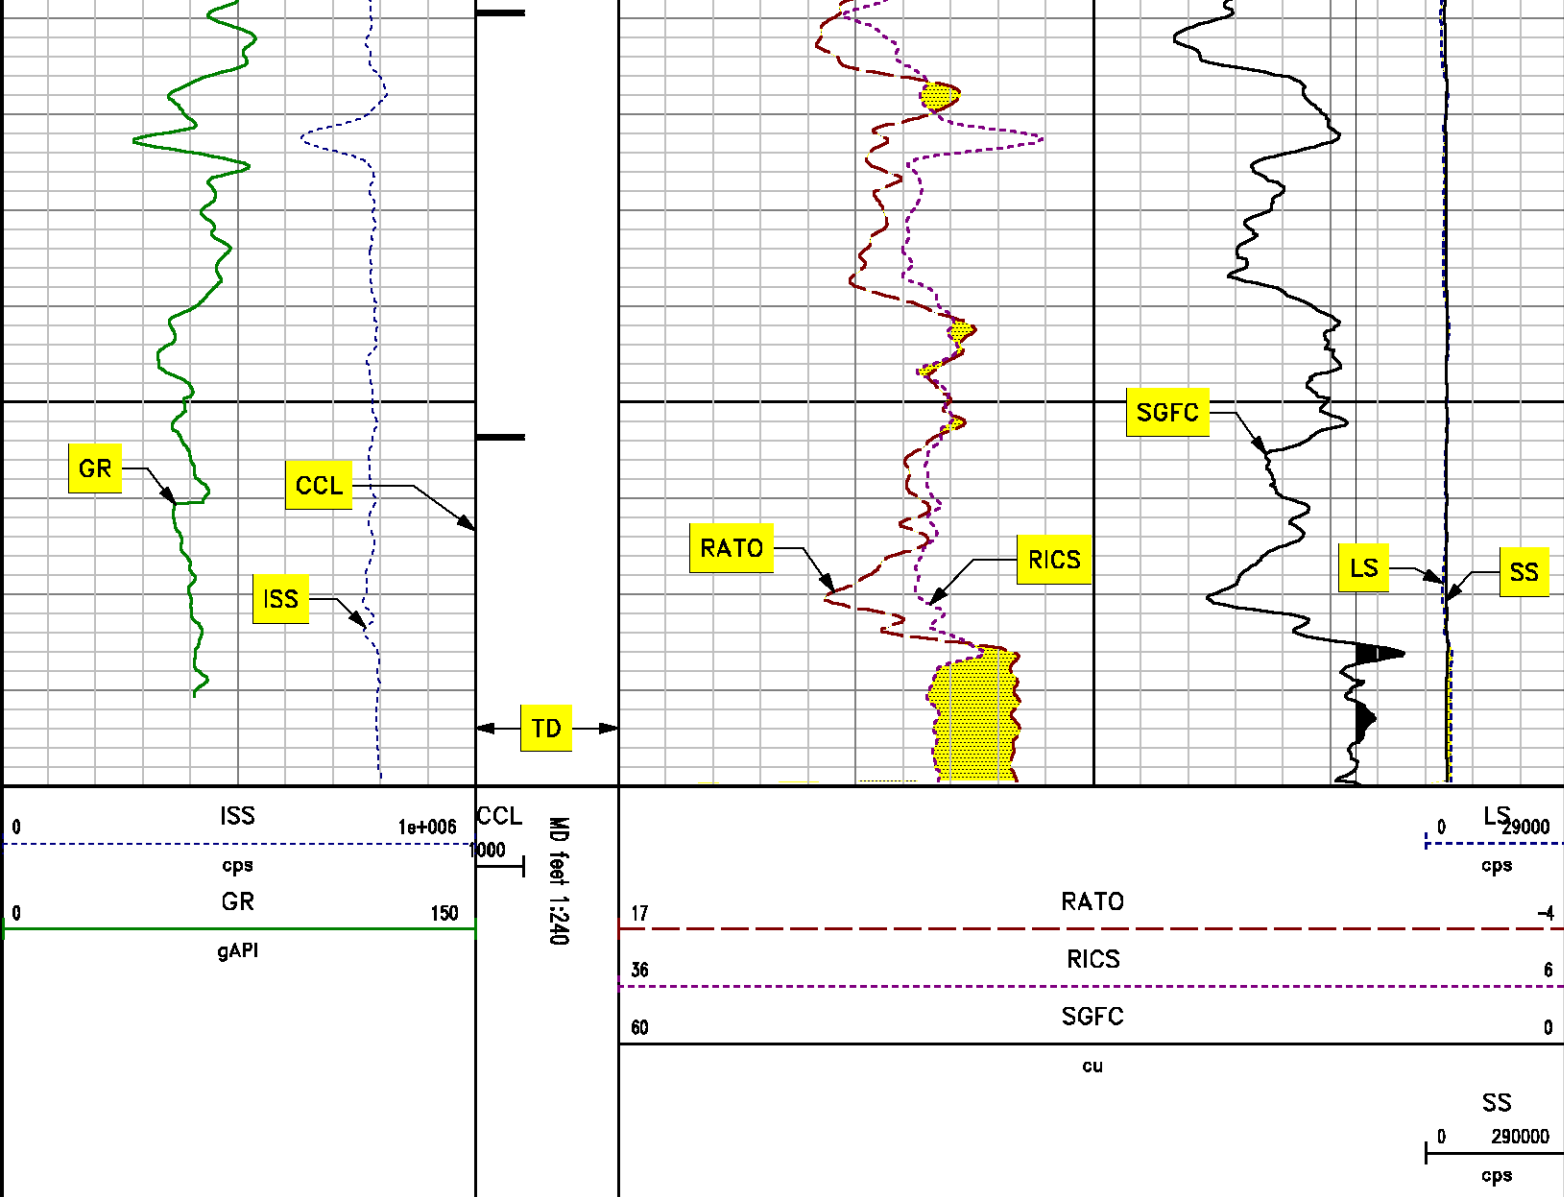 SGFC
GR
CCL
RATO
RICS
LS
SS
ISS
TD
ISS
0 1e+006
cps
GR
0 150
gAPI
CCL
1000
MD feet 1:240
LS
0 29000
cps
RATO
17 -4
RICS
36 6
SGFC
60 0
cu
SS
0 290000
cps